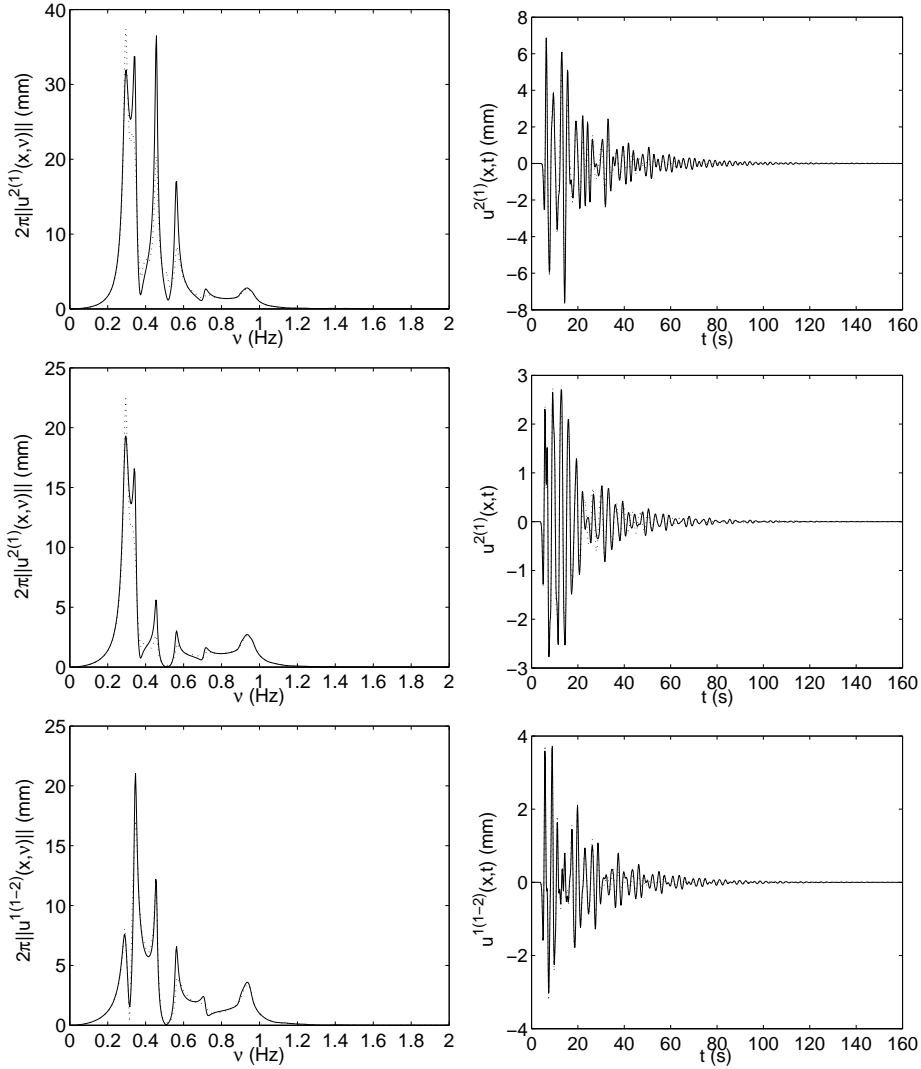 40
30
20
10
0
0 0.2 0.4 0.6 0.8 1 1.2 1.4 1.6 1.8 2
2π||u^2(1)(x,ν)|| (mm)
ν (Hz)
8
6
4
2
0
−2
−4
−6
−8
0 20 40 60 80 100 120 140 160
u^2(1)(x,t) (mm)
t (s)
25
20
15
10
5
0
0 0.2 0.4 0.6 0.8 1 1.2 1.4 1.6 1.8 2
2π||u^2(1)(x,ν)|| (mm)
ν (Hz)
3
2
1
0
−1
−2
−3
0 20 40 60 80 100 120 140 160
u^2(1)(x,t)
t (s)
25
20
15
10
5
0
0 0.2 0.4 0.6 0.8 1 1.2 1.4 1.6 1.8 2
2π||u^1(1−2)(x,ν)|| (mm)
ν (Hz)
4
2
0
−2
−4
0 20 40 60 80 100 120 140 160
u^1(1−2)(x,t) (mm)
t (s)